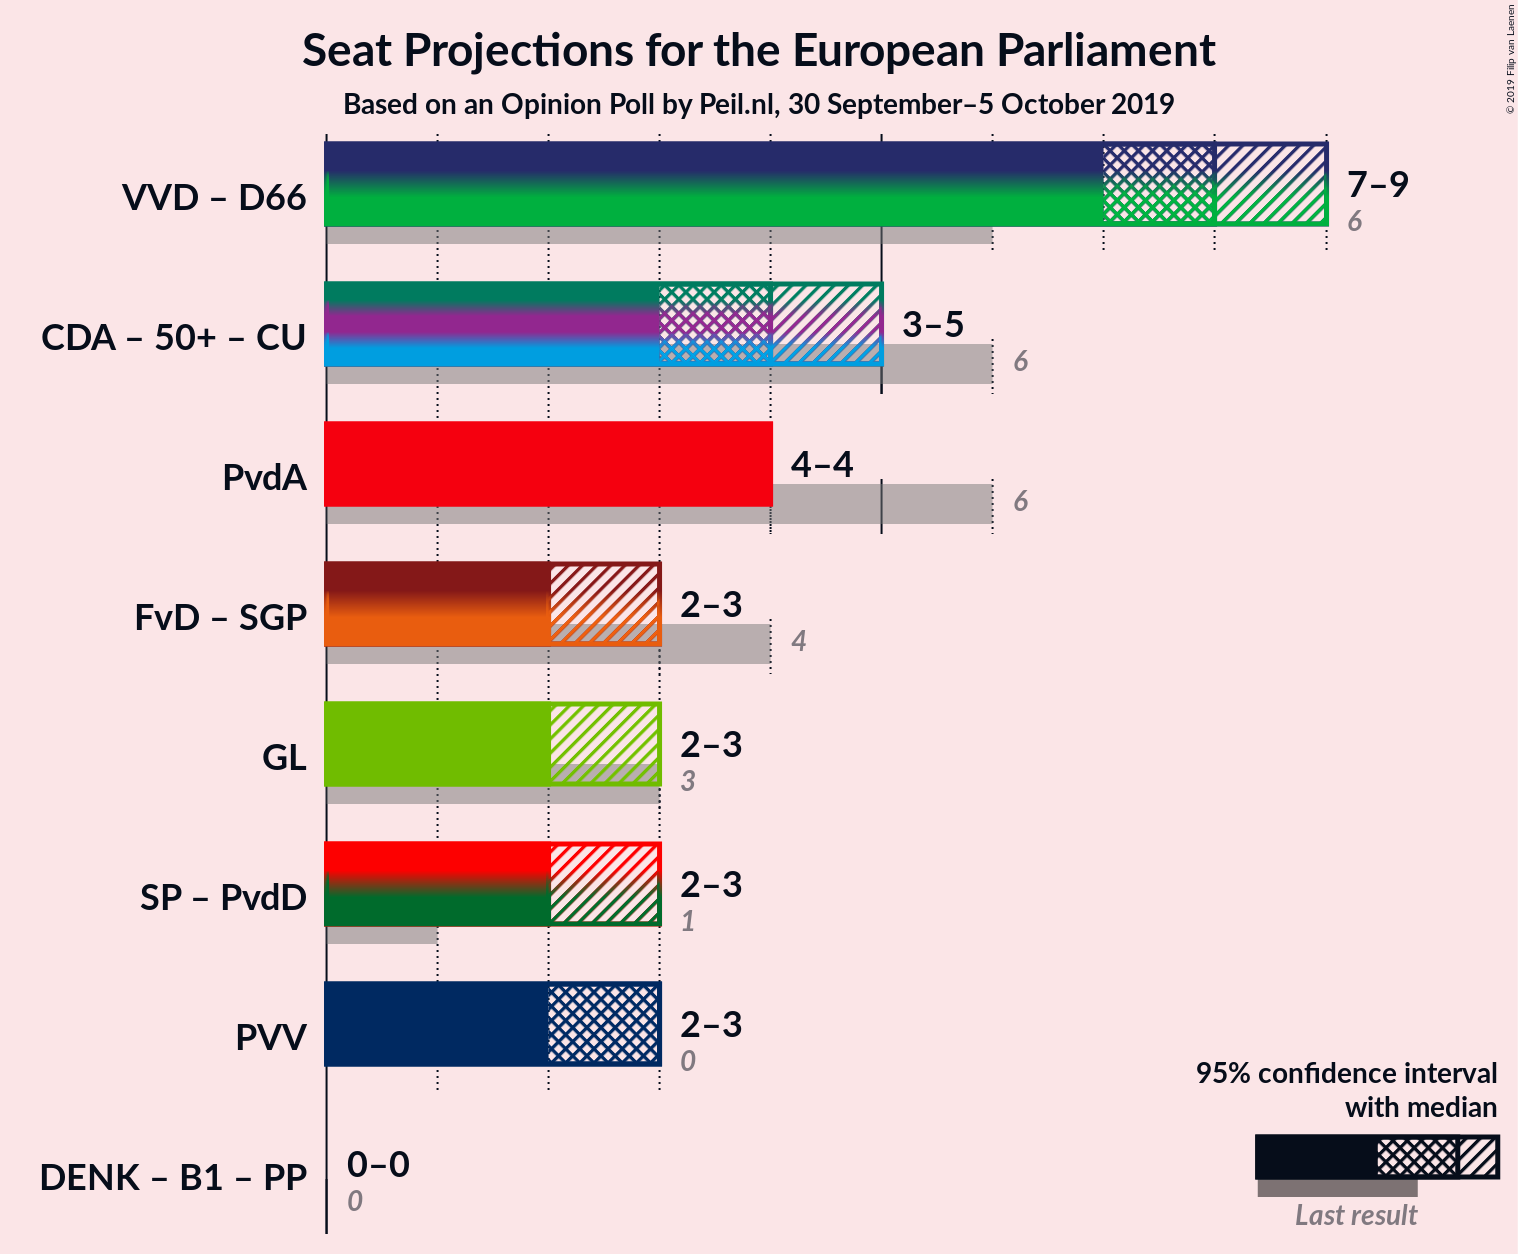 Seat Projections for the European Parliament
Based on an Opinion Poll by Peil.nl, 30 September–5 October 2019
© 2019 Filip van Laenen
VVD – D66
7–9
6
CDA – 50+ – CU
3–5
6
PvdA
4–4
6
FvD – SGP
2–3
4
GL
2–3
3
SP – PvdD
2–3
1
PVV
2–3
0
DENK – B1 – PP
0–0
0
95% confidence interval
with median
Last result